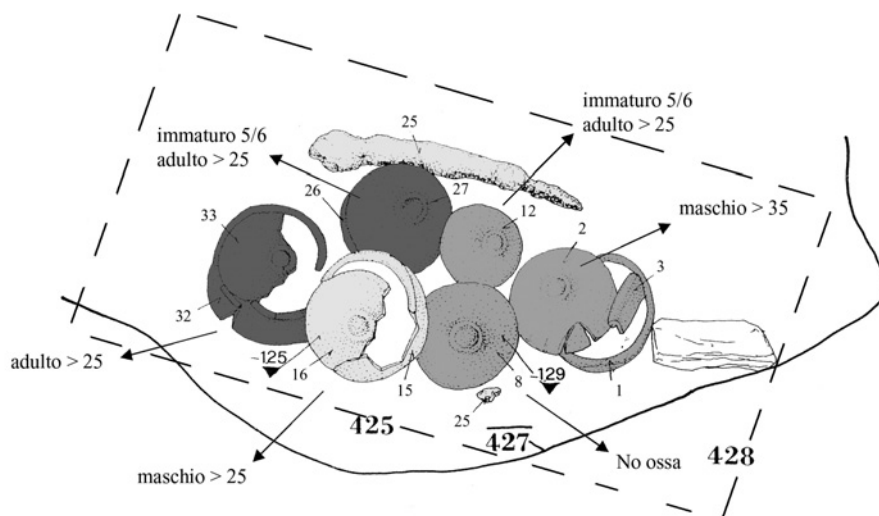 immaturo 5/6
adulto > 25
immaturo 5/6
adulto > 25
25
26
27
12
maschio > 35
33
2
3
32
adulto > 25
-125
16
15
8
-129
1
25
425
427
No ossa
428
maschio > 25